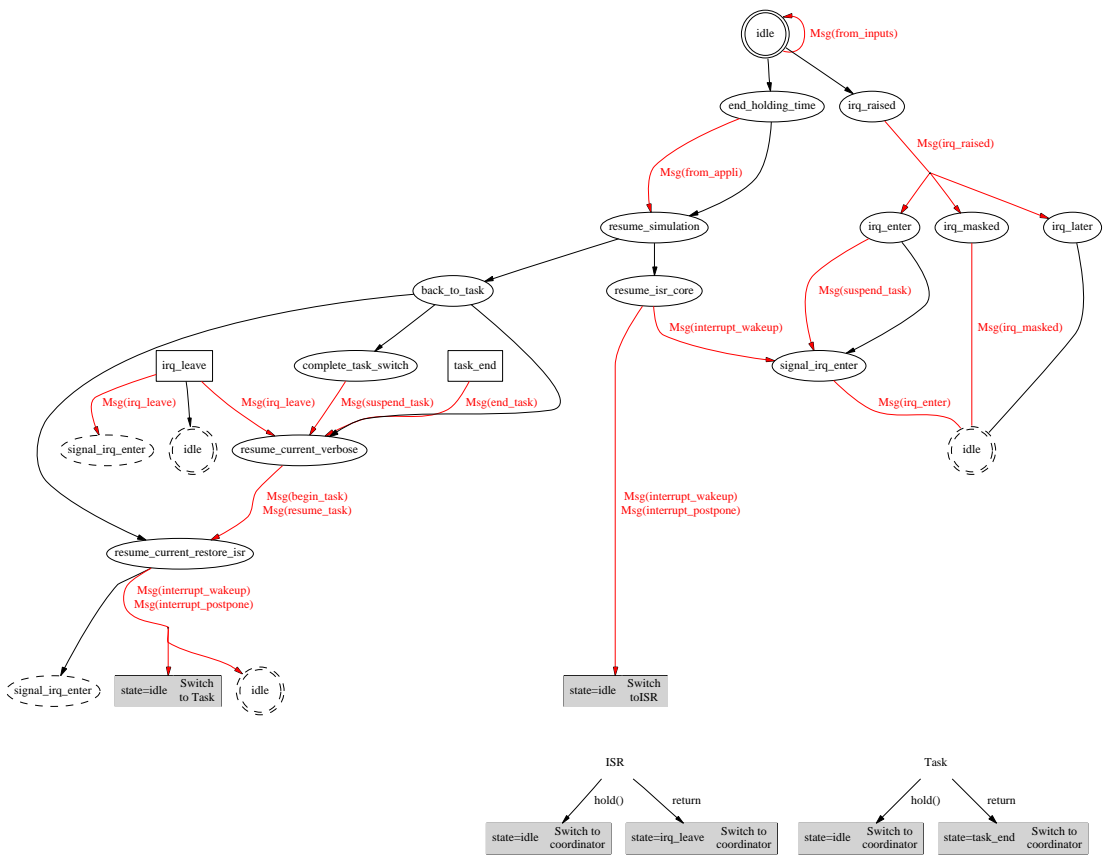 idle
Msg(from_inputs)
end_holding_time
irq_raised
Msg(irq_raised)
Msg(from_appli)
resume_simulation
irq_enter
irq_masked
irq_later
back_to_task
resume_isr_core
Msg(suspend_task)
Msg(interrupt_wakeup)
Msg(irq_masked)
irq_leave
complete_task_switch
task_end
signal_irq_enter
Msg(irq_leave)
Msg(irq_leave)
Msg(suspend_task)
Msg(end_task)
Msg(irq_enter)
signal_irq_enter
idle
resume_current_verbose
idle
Msg(begin_task)
Msg(resume_task)
Msg(interrupt_wakeup)
Msg(interrupt_postpone)
resume_current_restore_isr
Msg(interrupt_wakeup)
Msg(interrupt_postpone)
signal_irq_enter
state=idle
Switch
to Task
idle
state=idle
Switch
toISR
ISR
Task
hold()
return
hold()
return
state=idle
Switch to
coordinator
state=irq_leave
Switch to
coordinator
state=idle
Switch to
coordinator
state=task_end
Switch to
coordinator